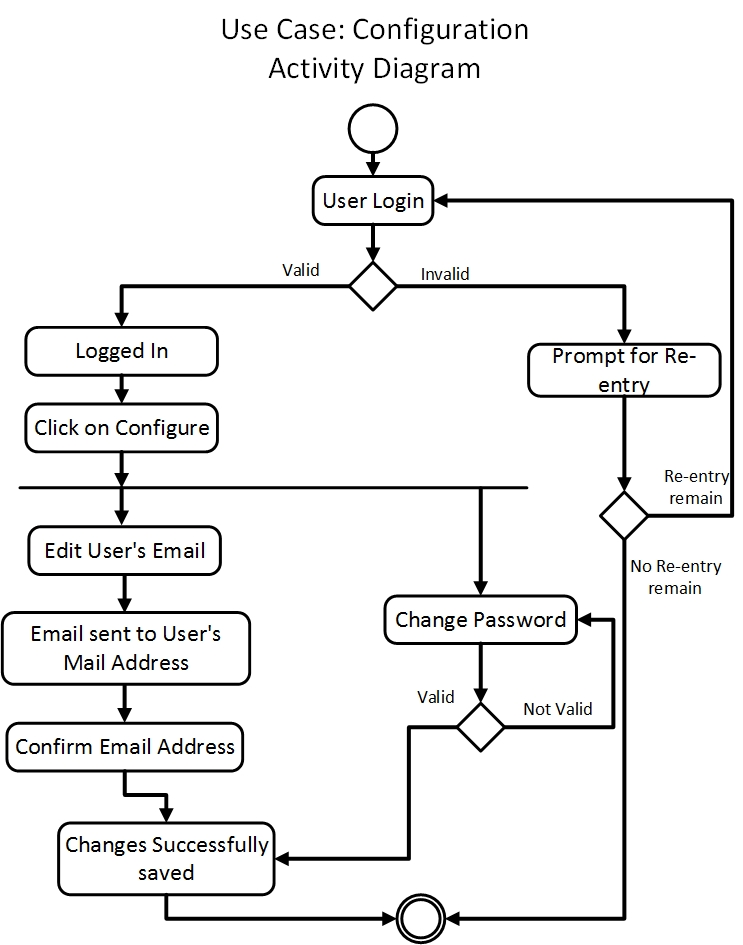 Use Case: Configuration
Activity Diagram
User Login
Valid
Invalid
Logged In
Prompt for Re-
entry
Click on Configure
Re-entry
remain
Edit User's Email
No Re-entry
remain
Change Password
Email sent to User's
Mail Address
Valid
Not Valid
Confirm Email Address
Changes Successfully
saved